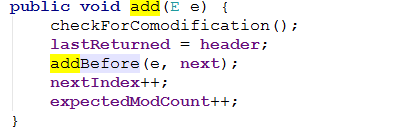 public void add(E e) {
    checkForComodification();
    lastReturned = header;
    addBefore(e, next);
    nextIndex++;
    expectedModCount++;
}